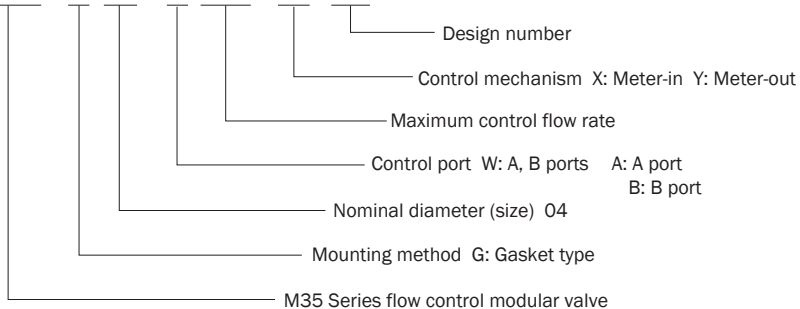 Design number
Control mechanism X: Meter-in Y: Meter-out
Maximum control flow rate
Control port W: A, B ports A: A port
B: B port
Nominal diameter (size) 04
Mounting method G: Gasket type
M35 Series flow control modular valve